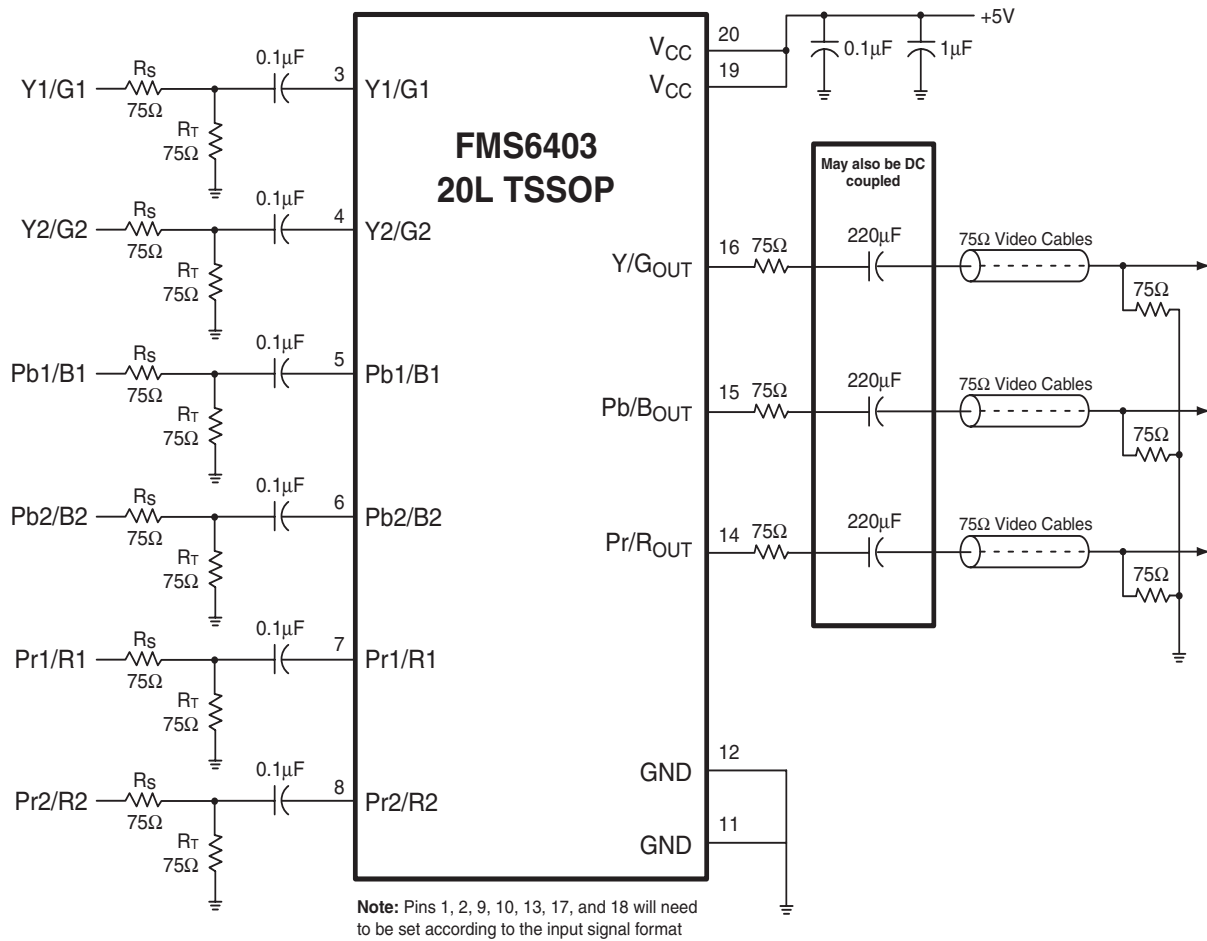 FMS6403
20L TSSOP
Y1/G1
RS
75Ω
RT
75Ω
0.1µF
3
Y1/G1
Y2/G2
RS
75Ω
RT
75Ω
0.1µF
4
Y2/G2
Pb1/B1
RS
75Ω
RT
75Ω
0.1µF
5
Pb1/B1
Pb2/B2
RS
75Ω
RT
75Ω
0.1µF
6
Pb2/B2
Pr1/R1
RS
75Ω
RT
75Ω
0.1µF
7
Pr1/R1
Pr2/R2
RS
75Ω
RT
75Ω
0.1µF
8
Pr2/R2
VCC
20
VCC
19
0.1µF
1µF
+5V
May also be DC
coupled
Y/GOUT
16
75Ω
220µF
75Ω Video Cables
75Ω
Pb/BOUT
15
75Ω
220µF
75Ω Video Cables
75Ω
Pr/ROUT
14
75Ω
220µF
75Ω Video Cables
75Ω
GND
12
GND
11
Note: Pins 1, 2, 9, 10, 13, 17, and 18 will need
to be set according to the input signal format